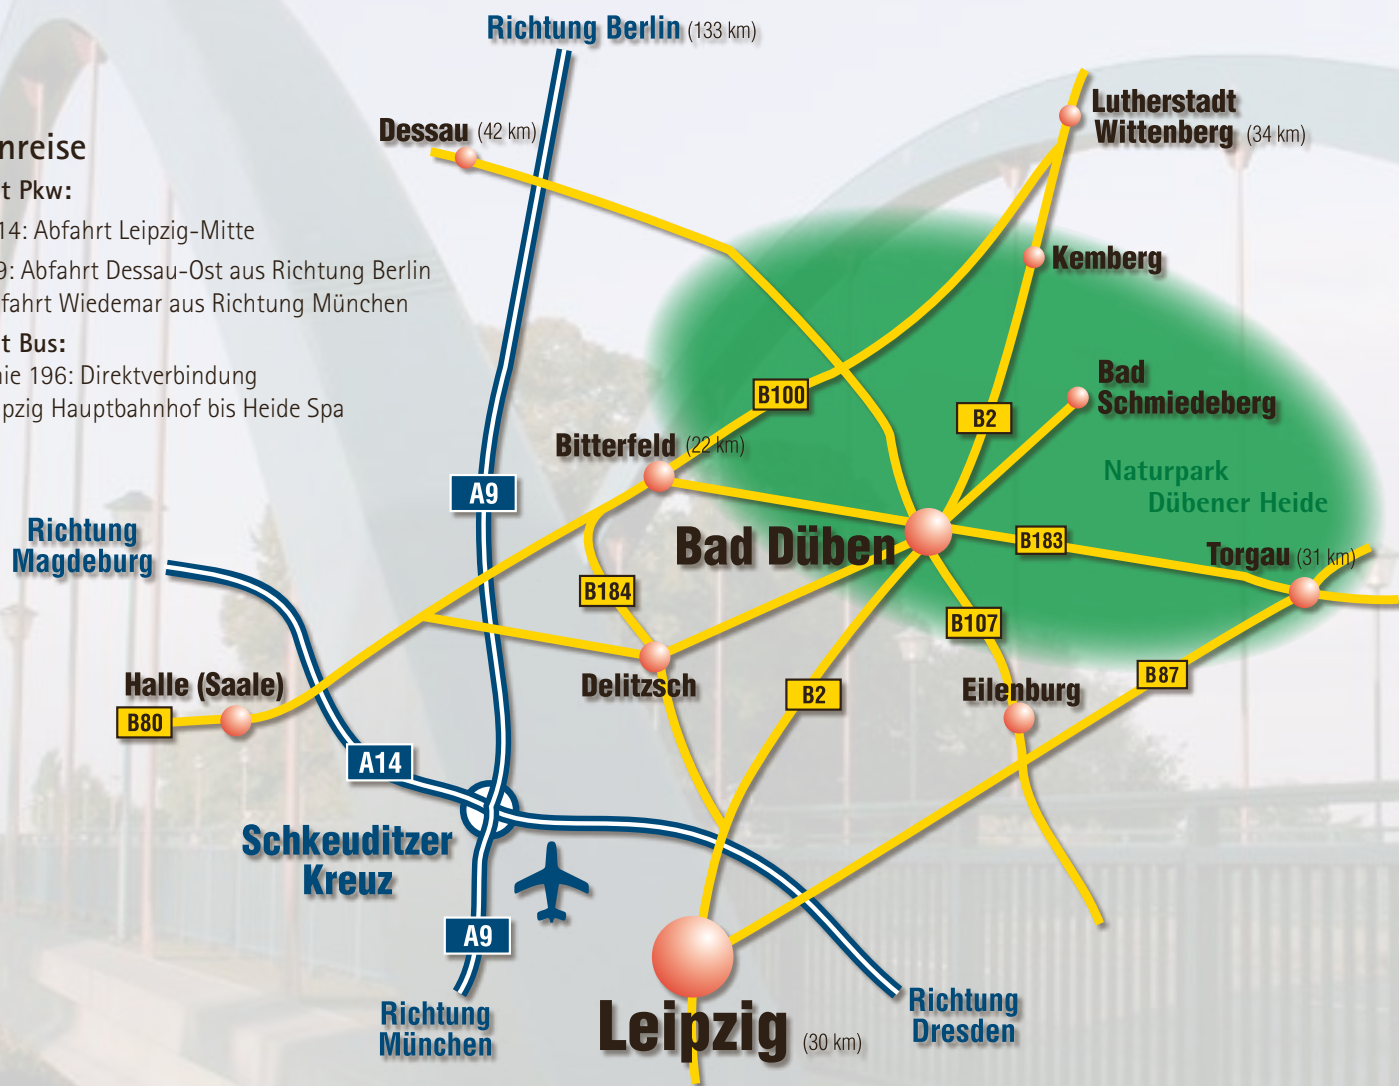 Richtung Berlin (133 km)
Dessau (42 km)
Lutherstadt
Wittenberg (34 km)
nreise
t Pkw:
14: Abfahrt Leipzig-Mitte
9: Abfahrt Dessau-Ost aus Richtung Berlin
fahrt Wiedemar aus Richtung München
t Bus:
nie 196: Direktverbindung
ipzig Hauptbahnhof bis Heide Spa
Kemberg
Bad
Schmiedeberg
B100
B2
Bitterfeld (22 km)
Naturpark
Dübener Heide
A9
Richtung
Magdeburg
Bad Düben
B183
Torgau (31 km)
B184
B107
Delitzsch
B87
Halle (Saale)
B80
B2
Eilenburg
A14
Schkeuditzer
Kreuz
A9
Richtung
München
Leipzig (30 km)
Richtung
Dresden